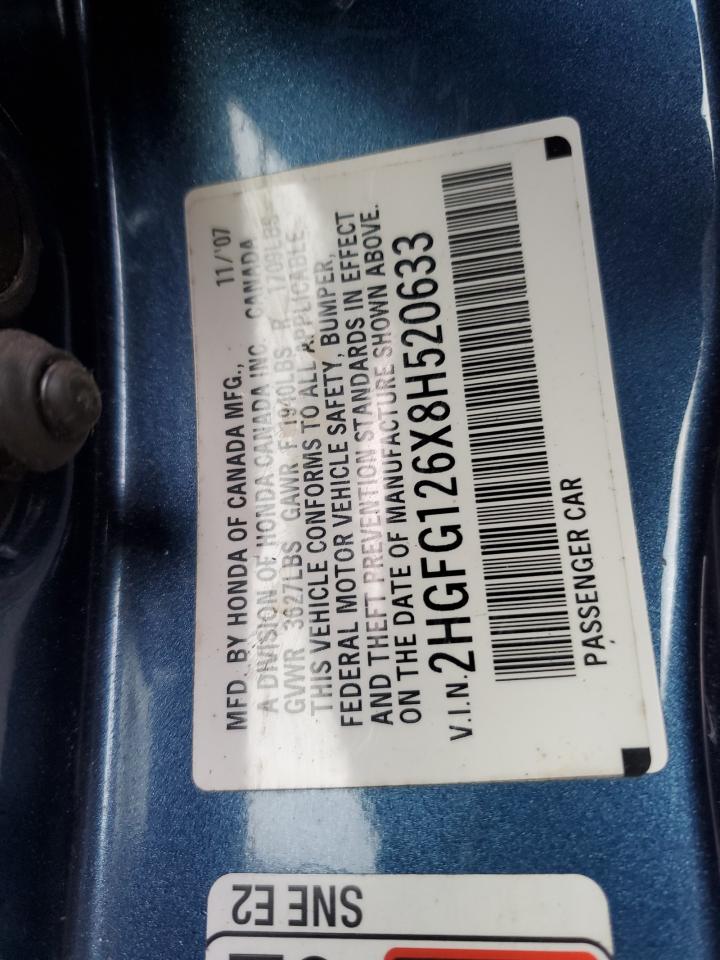 MFD. BY HONDA OF CANADA MFG., 11/'07
A DIVISION OF HONDA CANADA INC. CANADA
GVWR 3627LBS GAWR F 1940LBS R 1709LBS
THIS VEHICLE CONFORMS TO ALL APPLICABLE
FEDERAL MOTOR VEHICLE SAFETY, BUMPER,
AND THEFT PREVENTION STANDARDS IN EFFECT
ON THE DATE OF MANUFACTURE SHOWN ABOVE.
V.I.N. 2HGFG126X8H520633
PASSENGER CAR
SNE E2